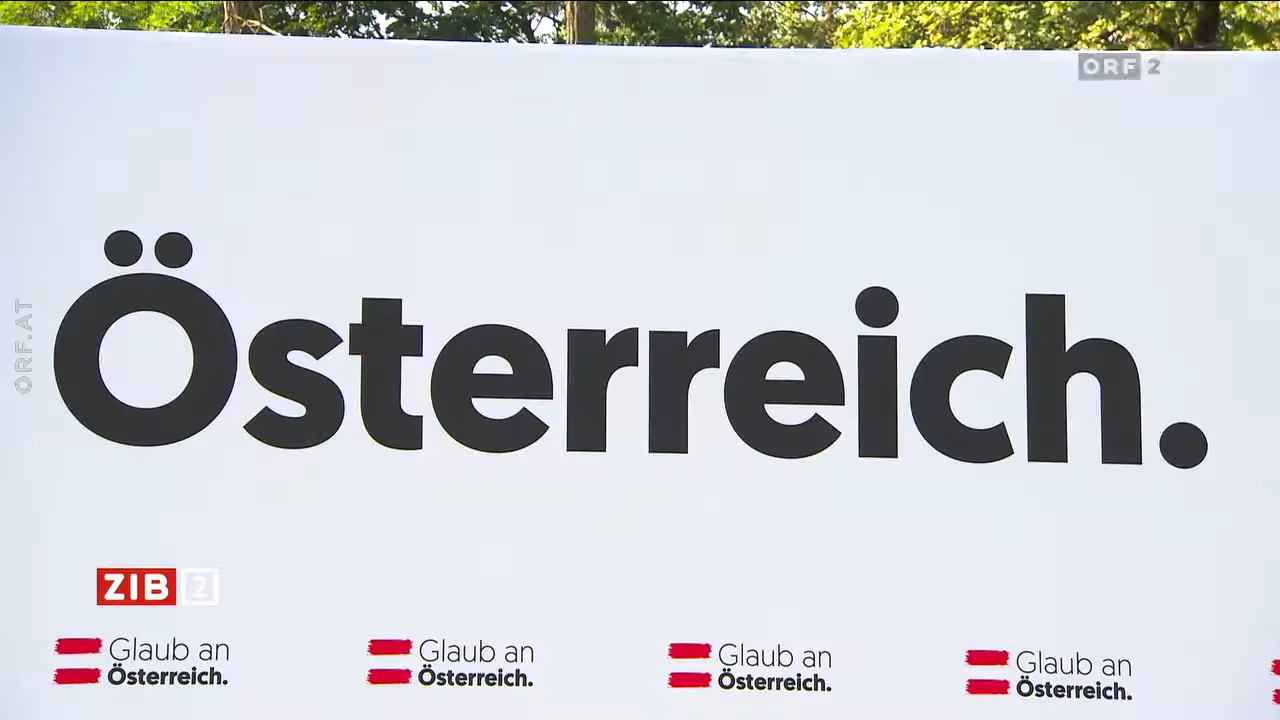 ORF 2
ORF.AT
Österreich.
ZIB 2
Glaub an
Österreich.
Glaub an
Österreich.
Glaub an
Österreich.
Glaub an
Österreich.